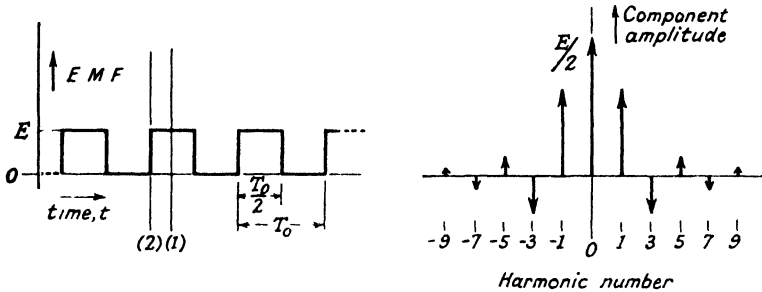 E M F
E
0
time, t
T₀/2
T₀
(2) (1)
Component
amplitude
E/2
-9 -7 -5 -3 -1 0 1 3 5 7 9
Harmonic number